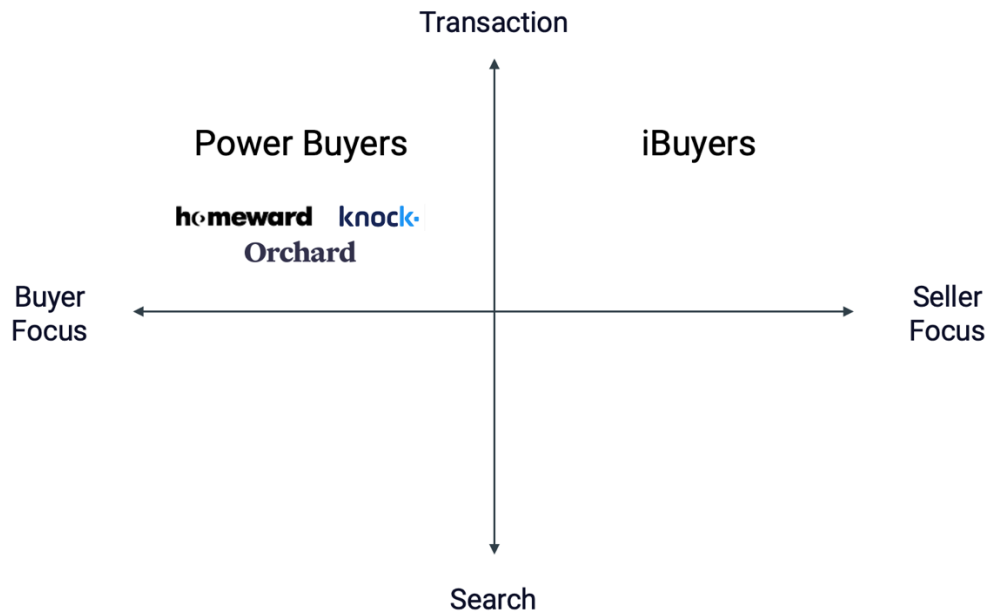 Transaction
Power Buyers
iBuyers
homeward knock.
Orchard
Buyer
Focus
Seller
Focus
Search